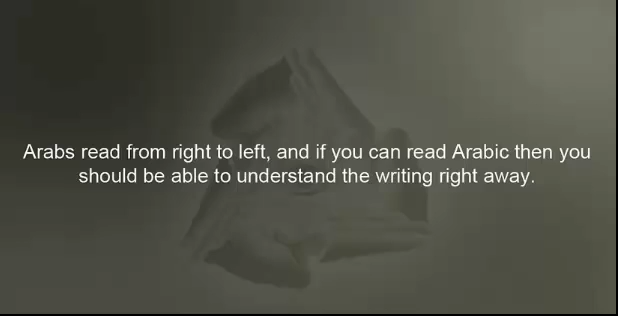 Arabs read from right to left, and if you can read Arabic then you
should be able to understand the writing right away.